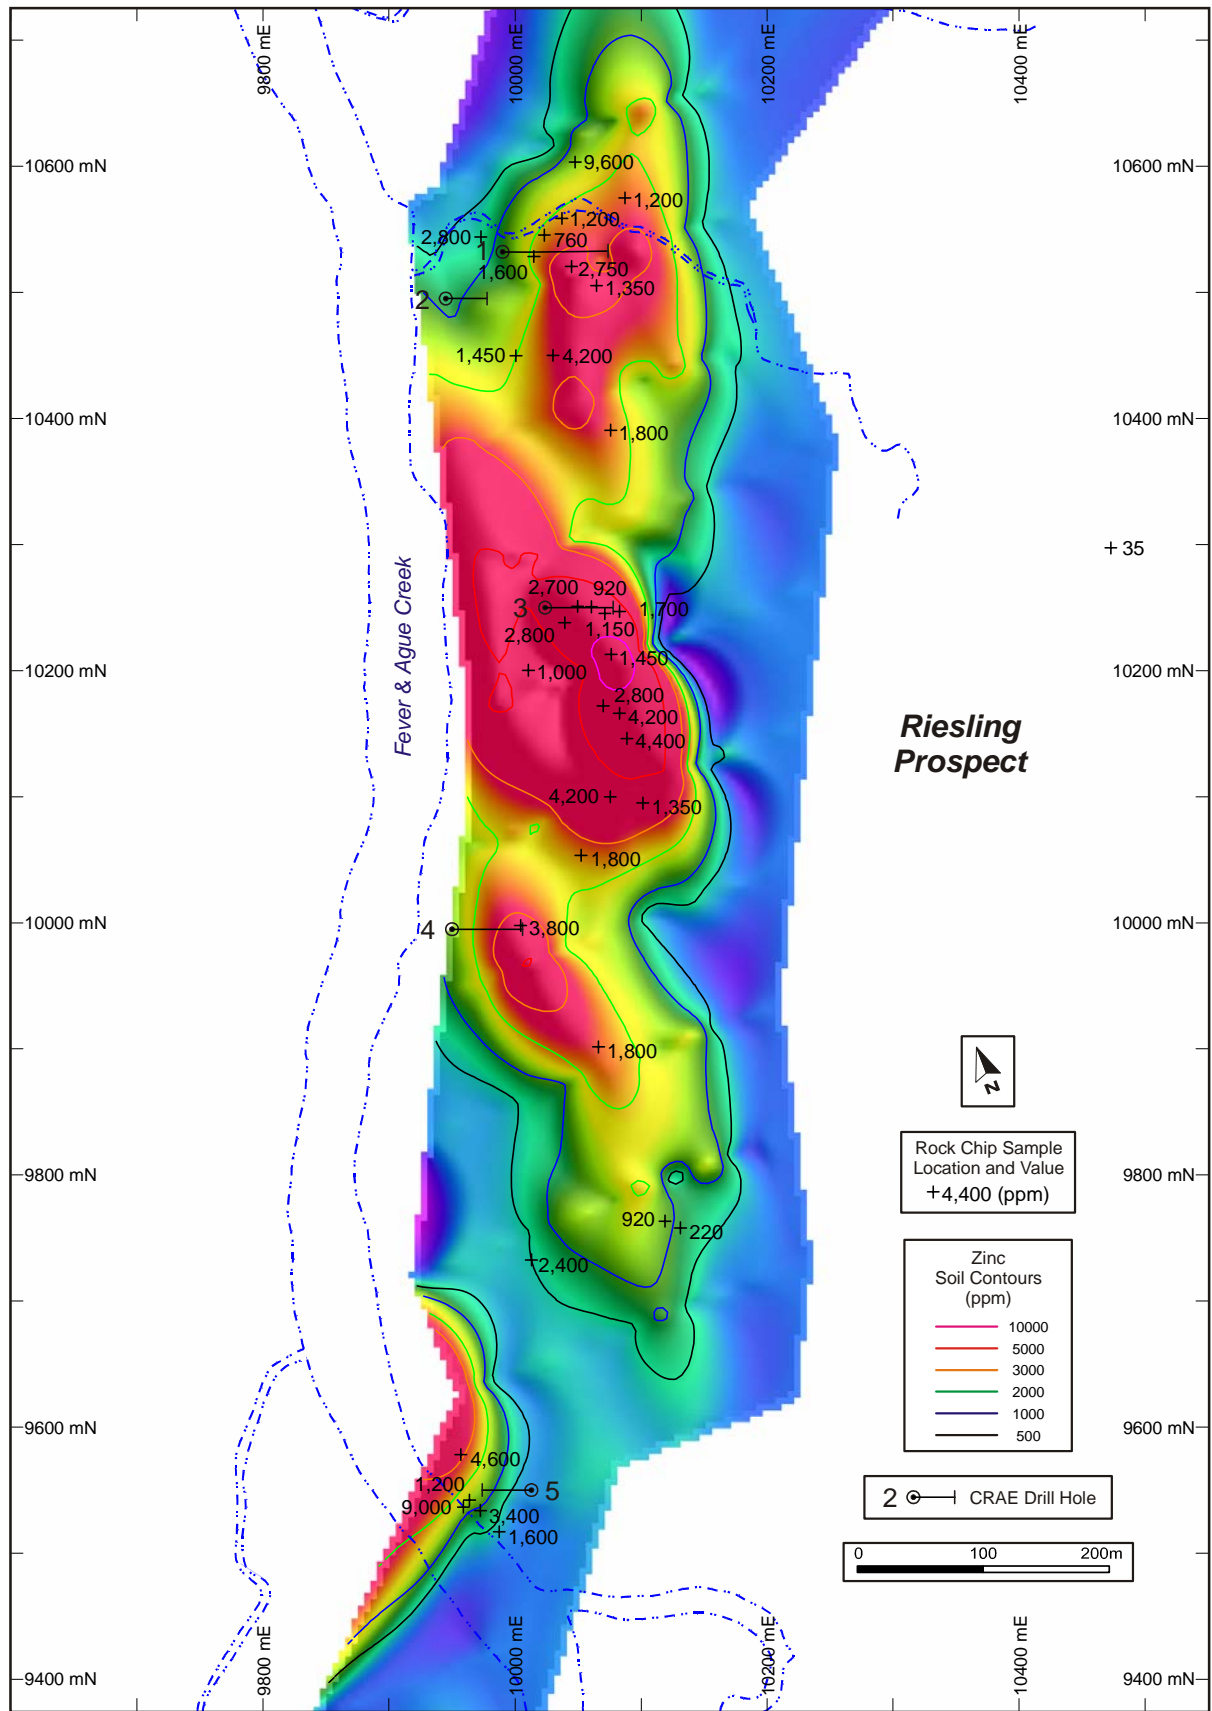 9800 mE
10000 mE
10200 mE
10400 mE
10600 mN
10600 mN
9,600
1,200
1,200
2,800
760
1
1,600
2,750
1,350
2
1,450
4,200
10400 mN
10400 mN
1,800
35
Fever & Ague Creek
2,700
920
3
1,700
1,150
2,800
1,450
10200 mN
1,000
10200 mN
2,800
4,200
4,400
Riesling
Prospect
4,200
1,350
1,800
10000 mN
4
3,800
10000 mN
1,800
N
Rock Chip Sample
Location and Value
+4,400 (ppm)
9800 mN
9800 mN
920
220
2,400
Zinc
Soil Contours
(ppm)
10000
5000
3000
2000
1000
500
9600 mN
9600 mN
4,600
1,200
9,000
5
3,400
1,600
2
CRAE Drill Hole
0 100 200m
9800 mE
10000 mE
10200 mE
10400 mE
9400 mN
9400 mN